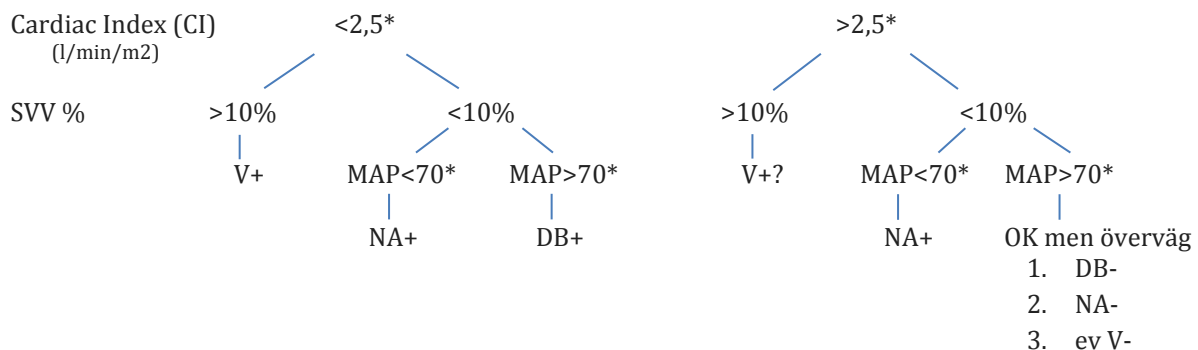 Cardiac Index (CI) <2,5* >2,5*
(l/min/m2)
SVV % >10% <10% >10% <10%
V+ MAP<70* MAP>70* V+? MAP<70* MAP>70*
NA+ DB+ NA+ OK men överväg
1. DB-
2. NA-
3. ev V-